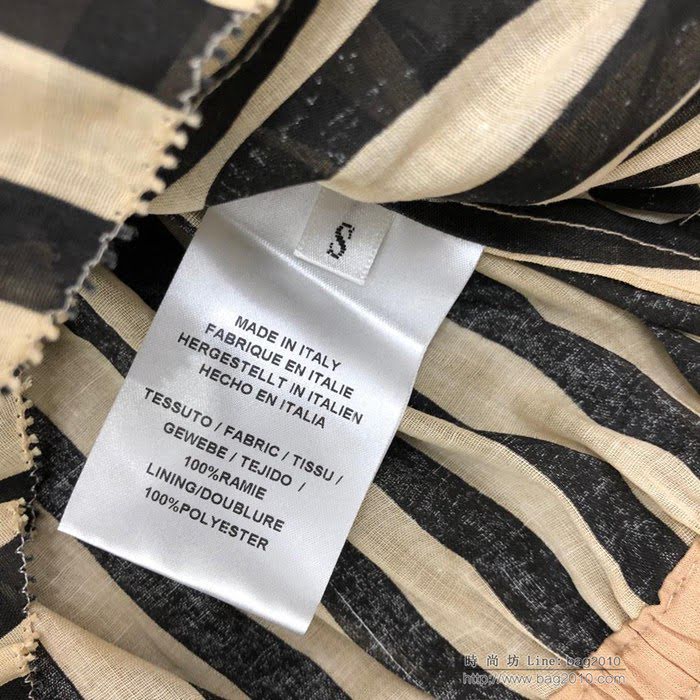 S
MADE IN ITALY
FABRIQUE EN ITALIE
HERGESTELLT IN ITALIEN
HECHO EN ITALIA
TESSUTO / FABRIC / TISSU /
GEWEBE / TEJIDO /
100%RAMIE
LINING/DOUBLURE
100%POLYESTER
時尚坊 Line: bag2010
http://www.bag2010.com/